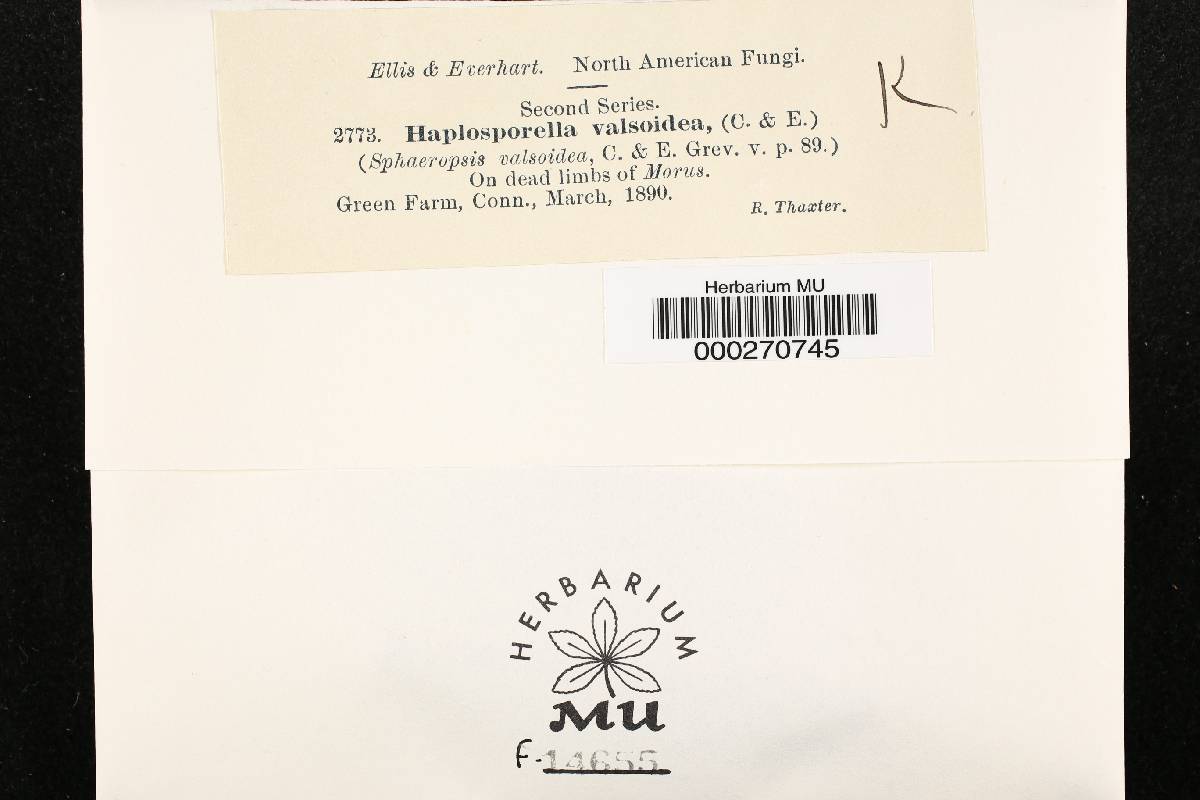 Ellis & Everhart. North American Fungi.
K
Second Series.
2773. Haplosporella valsoidea, (C. & E.)
(Sphaeropsis valsoidea, C. & E. Grev. v. p. 89.)
On dead limbs of Morus.
Green Farm, Conn., March, 1890.
R. Thaxter.
Herbarium MU
000270745
HERBARIUM
MU
F-14655